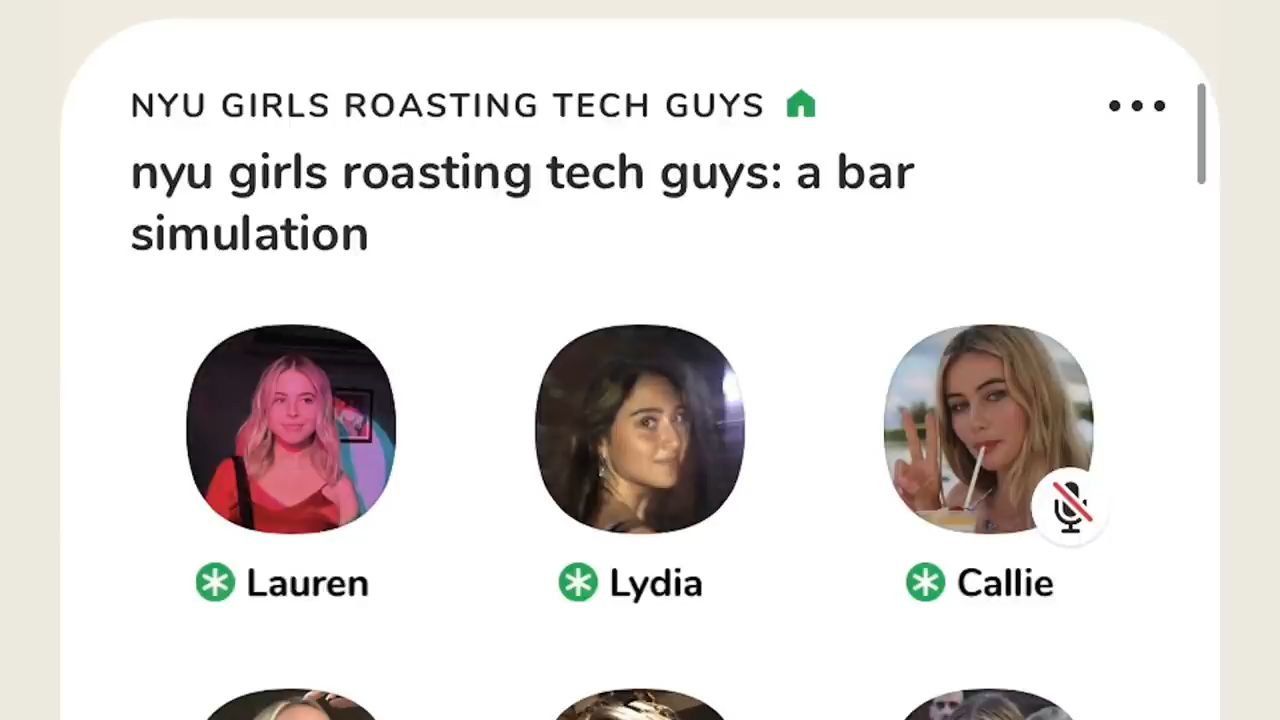 NYU GIRLS ROASTING TECH GUYS
nyu girls roasting tech guys: a bar
simulation
Lauren
Lydia
Callie